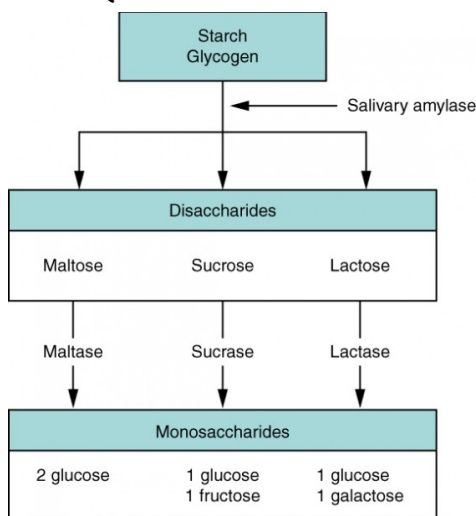 Starch
Glycogen
Salivary amylase
Disaccharides
Maltose Sucrose Lactose
Maltase Sucrase Lactase
Monosaccharides
2 glucose 1 glucose 1 glucose
1 fructose 1 galactose